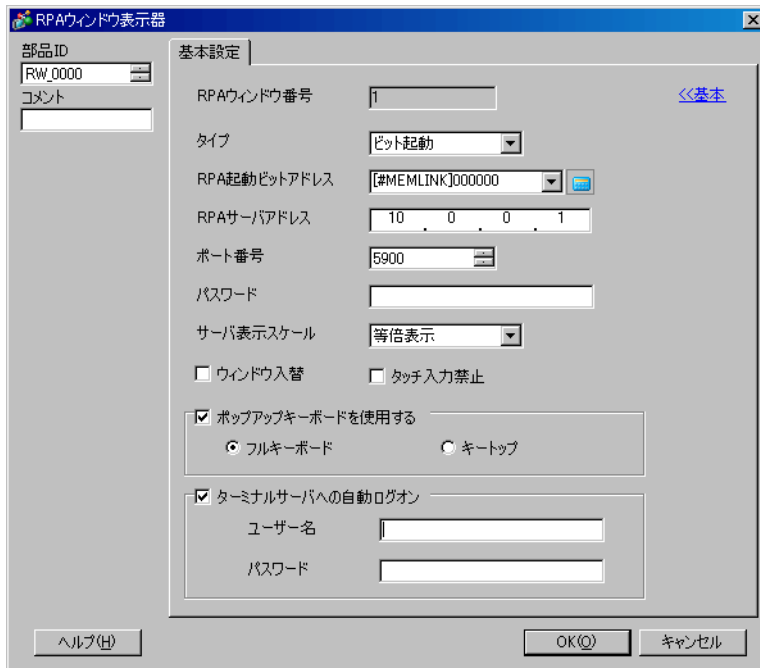 RPAウィンドウ表示器
部品ID
RW_0000
コメント
基本設定
RPAウィンドウ番号
1
<<基本
タイプ
ビット起動
RPA起動ビットアドレス
[#MEMLINK]000000
RPAサーバアドレス
10 . 0 . 0 . 1
ポート番号
5900
パスワード
サーバ表示スケール
等倍表示
ウィンドウ入替
タッチ入力禁止
ポップアップキーボードを使用する
フルキーボード
キートップ
ターミナルサーバへの自動ログオン
ユーザー名
パスワード
ヘルプ(H)
OK(O)
キャンセル